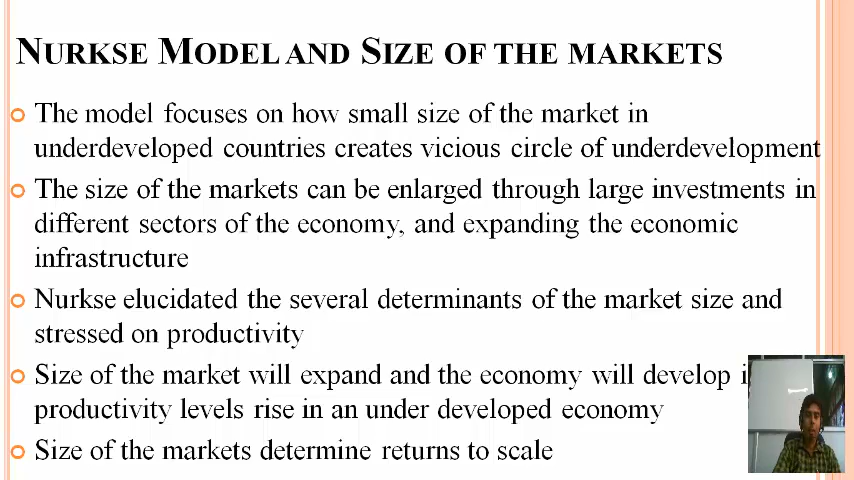 NURKSE MODEL AND SIZE OF THE MARKETS
The model focuses on how small size of the market in
underdeveloped countries creates vicious circle of underdevelopment
The size of the markets can be enlarged through large investments in
different sectors of the economy, and expanding the economic
infrastructure
Nurkse elucidated the several determinants of the market size and
stressed on productivity
Size of the market will expand and the economy will develop
productivity levels rise in an under developed economy
Size of the markets determine returns to scale